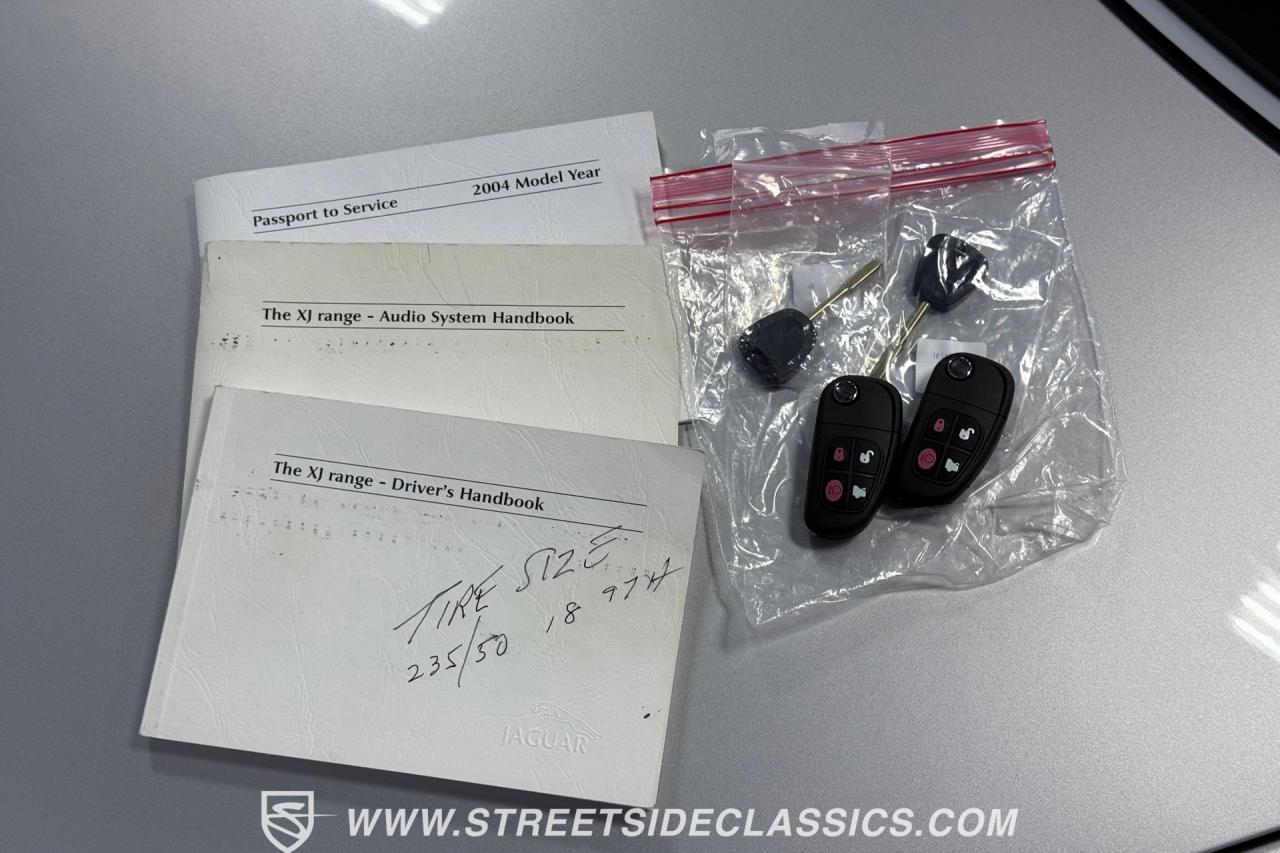 2004 Model Year
Passport to Service
The XJ range – Audio System Handbook
The XJ range – Driver's Handbook
TIRE SIZE
235/50 18 97H
JAGUAR
WWW.STREETSIDECLASSICS.COM